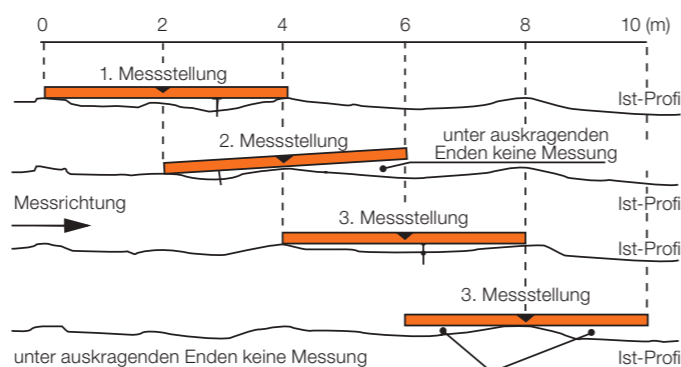 0 2 4 6 8 10 (m)
1. Messstellung
Ist-Profi
2. Messstellung
unter auskragenden
Enden keine Messung
Messrichtung
Ist-Profi
3. Messstellung
Ist-Profi
3. Messstellung
unter auskragenden Enden keine Messung
Ist-Profi